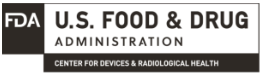 FDA
U.S. FOOD & DRUG
ADMINISTRATION
CENTER FOR DEVICES & RADIOLOGICAL HEALTH